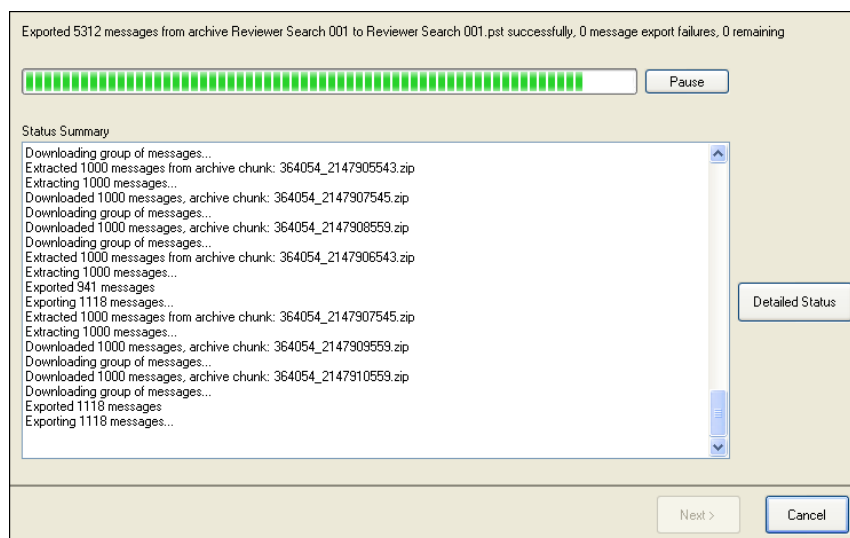 Exported 5312 messages from archive Reviewer Search 001 to Reviewer Search 001.pst successfully, 0 message export failures, 0 remaining
Pause
Status Summary
Downloading group of messages...
Extracted 1000 messages from archive chunk: 364054_2147905543.zip
Extracting 1000 messages...
Downloaded 1000 messages, archive chunk: 364054_2147907545.zip
Downloading group of messages...
Downloaded 1000 messages, archive chunk: 364054_2147908559.zip
Downloading group of messages...
Extracted 1000 messages from archive chunk: 364054_2147906543.zip
Extracting 1000 messages...
Exported 941 messages
Exporting 1118 messages...
Extracted 1000 messages from archive chunk: 364054_2147907545.zip
Extracting 1000 messages...
Downloaded 1000 messages, archive chunk: 364054_2147909559.zip
Downloading group of messages...
Downloaded 1000 messages, archive chunk: 364054_2147910559.zip
Downloading group of messages...
Exported 1118 messages
Exporting 1118 messages...
Detailed Status
Next >
Cancel